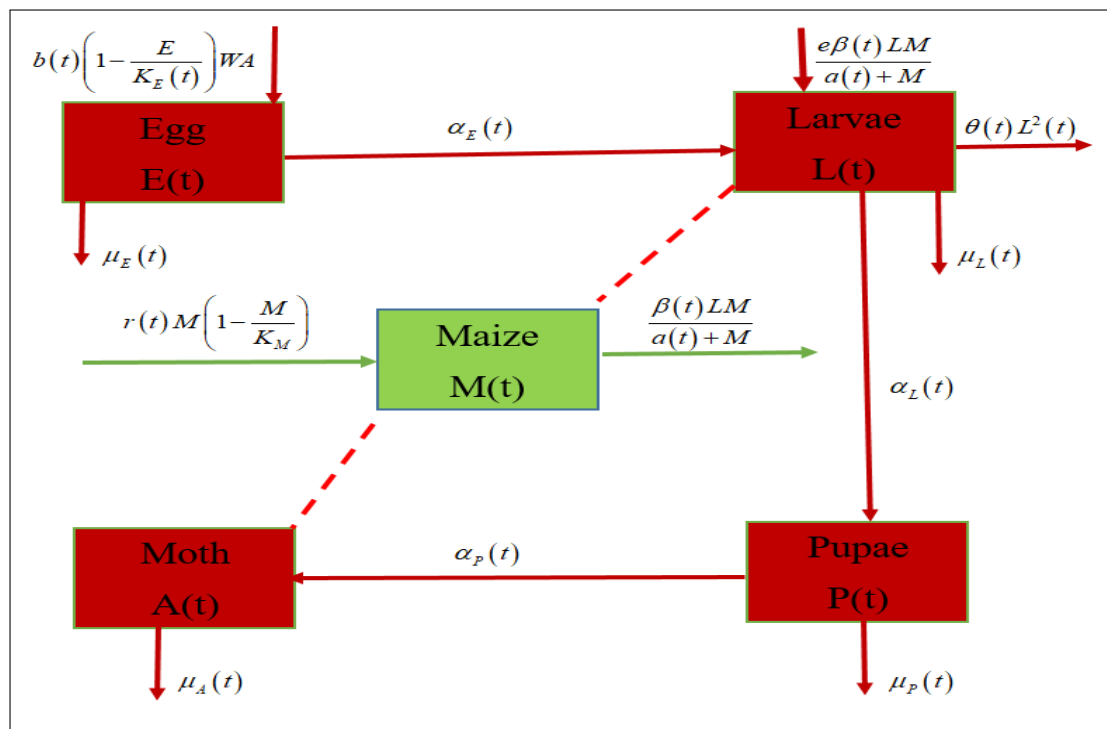 b(t)(1-E/K_E(t))WA
eβ(t)LM/a(t)+M
Egg
E(t)
α_E(t)
Larvae
L(t)
θ(t)L²(t)
μ_E(t)
μ_L(t)
r(t)M(1-M/K_M)
Maize
M(t)
β(t)LM/a(t)+M
α_L(t)
Moth
A(t)
α_P(t)
Pupae
P(t)
μ_A(t)
μ_P(t)